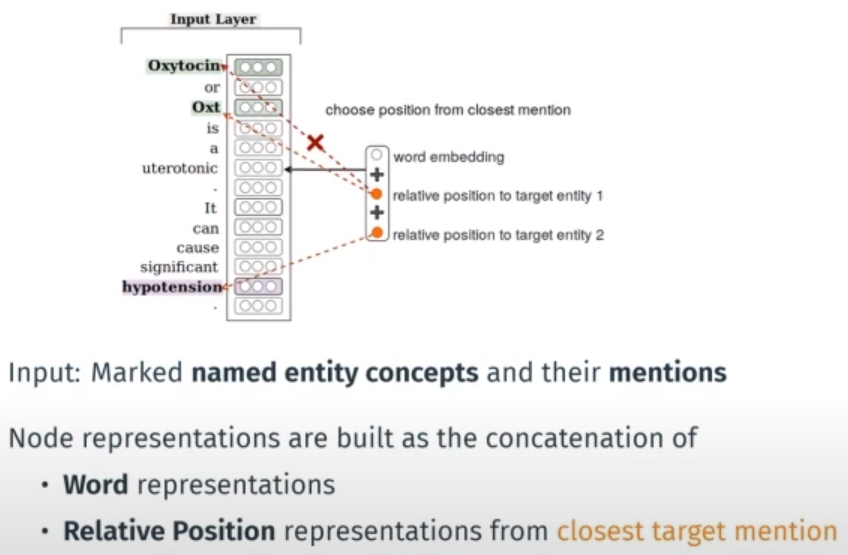 Input Layer
Oxytocin
or
Oxt
is
a
uterotonic
.
It
can
cause
significant
hypotension
.
choose position from closest mention
word embedding
+
relative position to target entity 1
+
relative position to target entity 2
Input: Marked named entity concepts and their mentions
Node representations are built as the concatenation of
• Word representations
• Relative Position representations from closest target mention